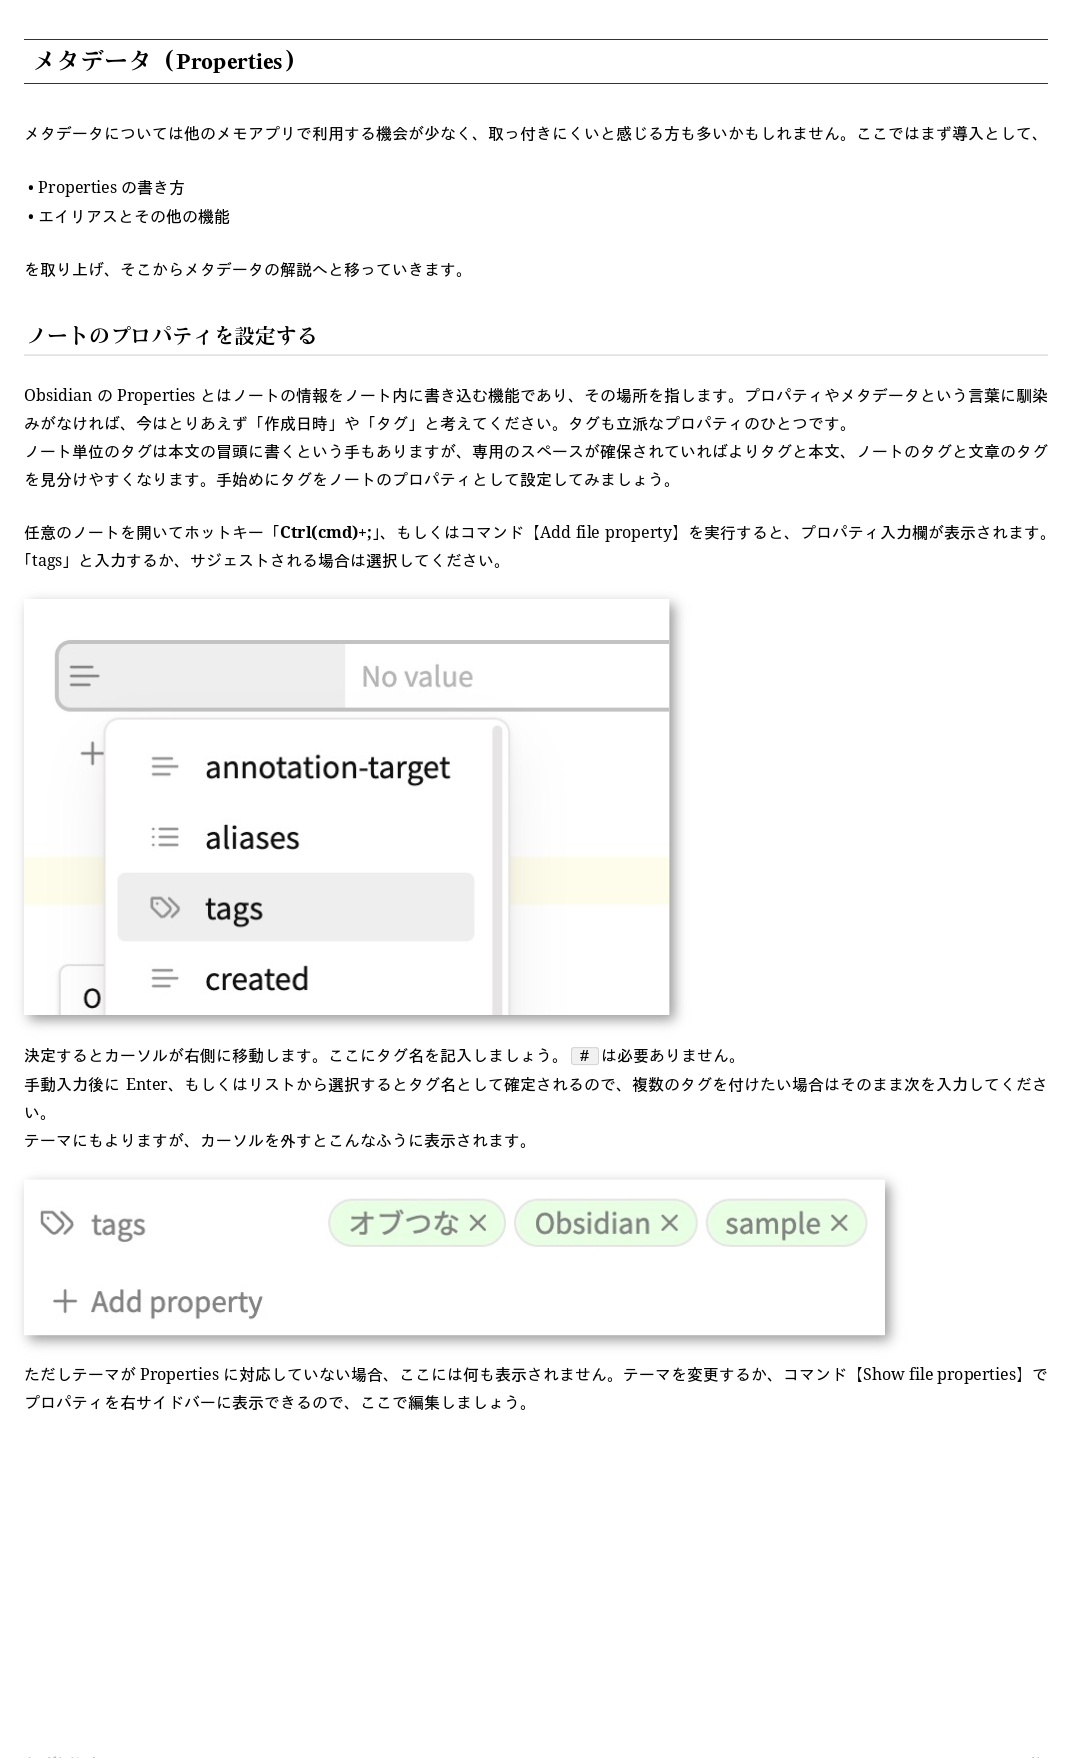 メタデータ（Properties）
メタデータについては他のメモアプリで利用する機会が少なく、取っ付きにくいと感じる方も多いかもしれません。ここではまず導入として、
• Properties の書き方
• エイリアスとその他の機能
を取り上げ、そこからメタデータの解説へと移っていきます。
ノートのプロパティを設定する
Obsidian の Properties とはノートの情報をノート内に書き込む機能であり、その場所を指します。プロパティやメタデータという言葉に馴染
みがなければ、今はとりあえず「作成日時」や「タグ」と考えてください。タグも立派なプロパティのひとつです。
ノート単位のタグは本文の冒頭に書くという手もありますが、専用のスペースが確保されていればよりタグと本文、ノートのタグと文章のタグ
を見分けやすくなります。手始めにタグをノートのプロパティとして設定してみましょう。
任意のノートを開いてホットキー「Ctrl(cmd)+;」、もしくはコマンド【Add file property】を実行すると、プロパティ入力欄が表示されます。
「tags」と入力するか、サジェストされる場合は選択してください。
No value
annotation-target
aliases
tags
created
決定するとカーソルが右側に移動します。ここにタグ名を記入しましょう。 # は必要ありません。
手動入力後に Enter、もしくはリストから選択するとタグ名として確定されるので、複数のタグを付けたい場合はそのまま次を入力してくださ
い。
テーマにもよりますが、カーソルを外すとこんなふうに表示されます。
tags オブつな × Obsidian × sample ×
+ Add property
ただしテーマが Properties に対応していない場合、ここには何も表示されません。テーマを変更するか、コマンド【Show file properties】で
プロパティを右サイドバーに表示できるので、ここで編集しましょう。